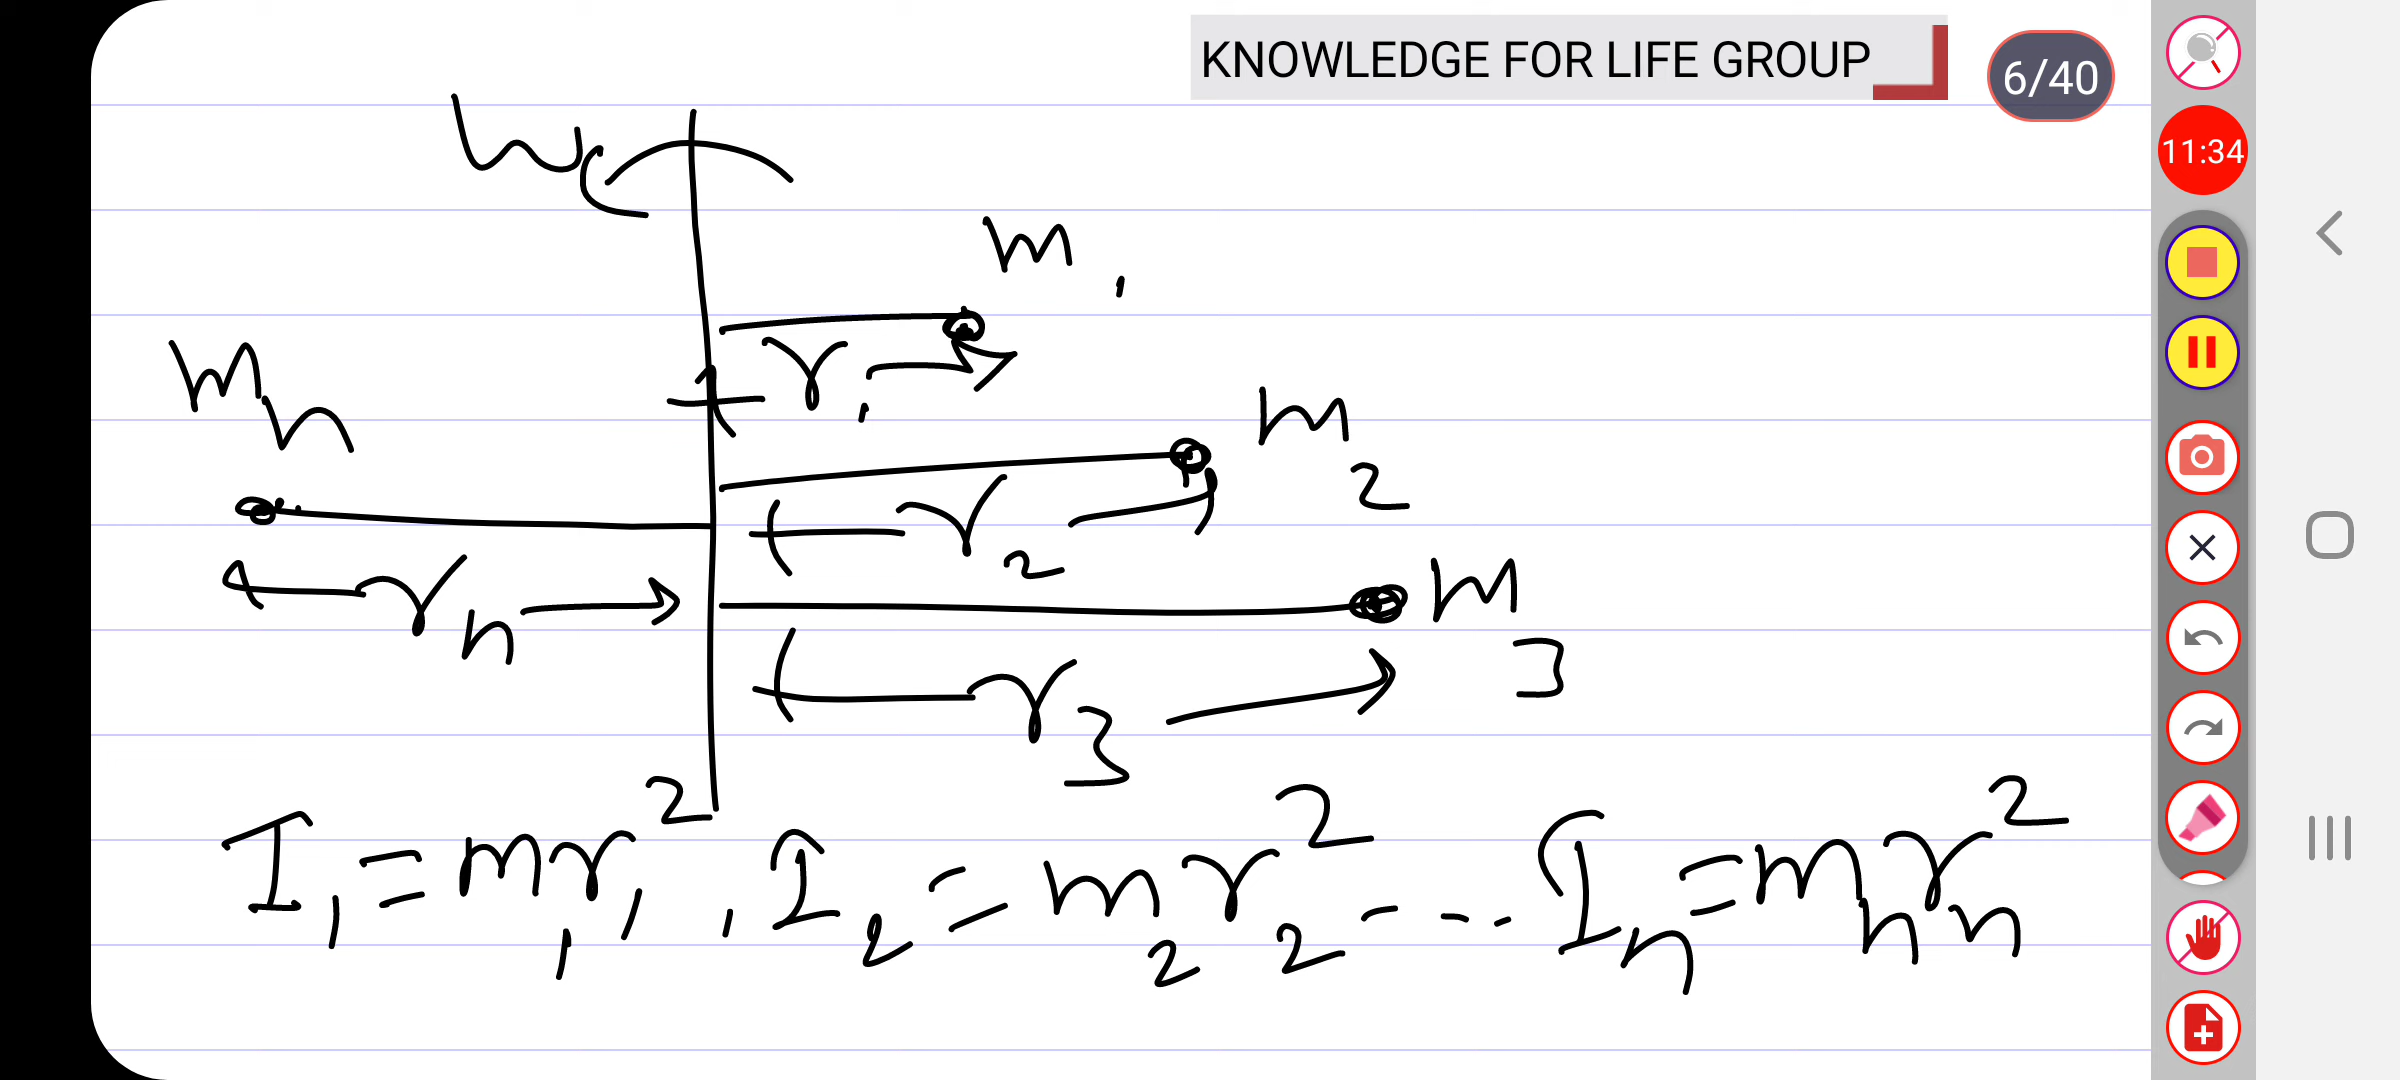 KNOWLEDGE FOR LIFE GROUP
6/40
11:34
ω
m₁
r₁
mₙ
m₂
r₂
rₙ
m₃
r₃
I₁ = m₁r₁², I₂ = m₂r₂² ---- Iₙ = mₙrₙ²